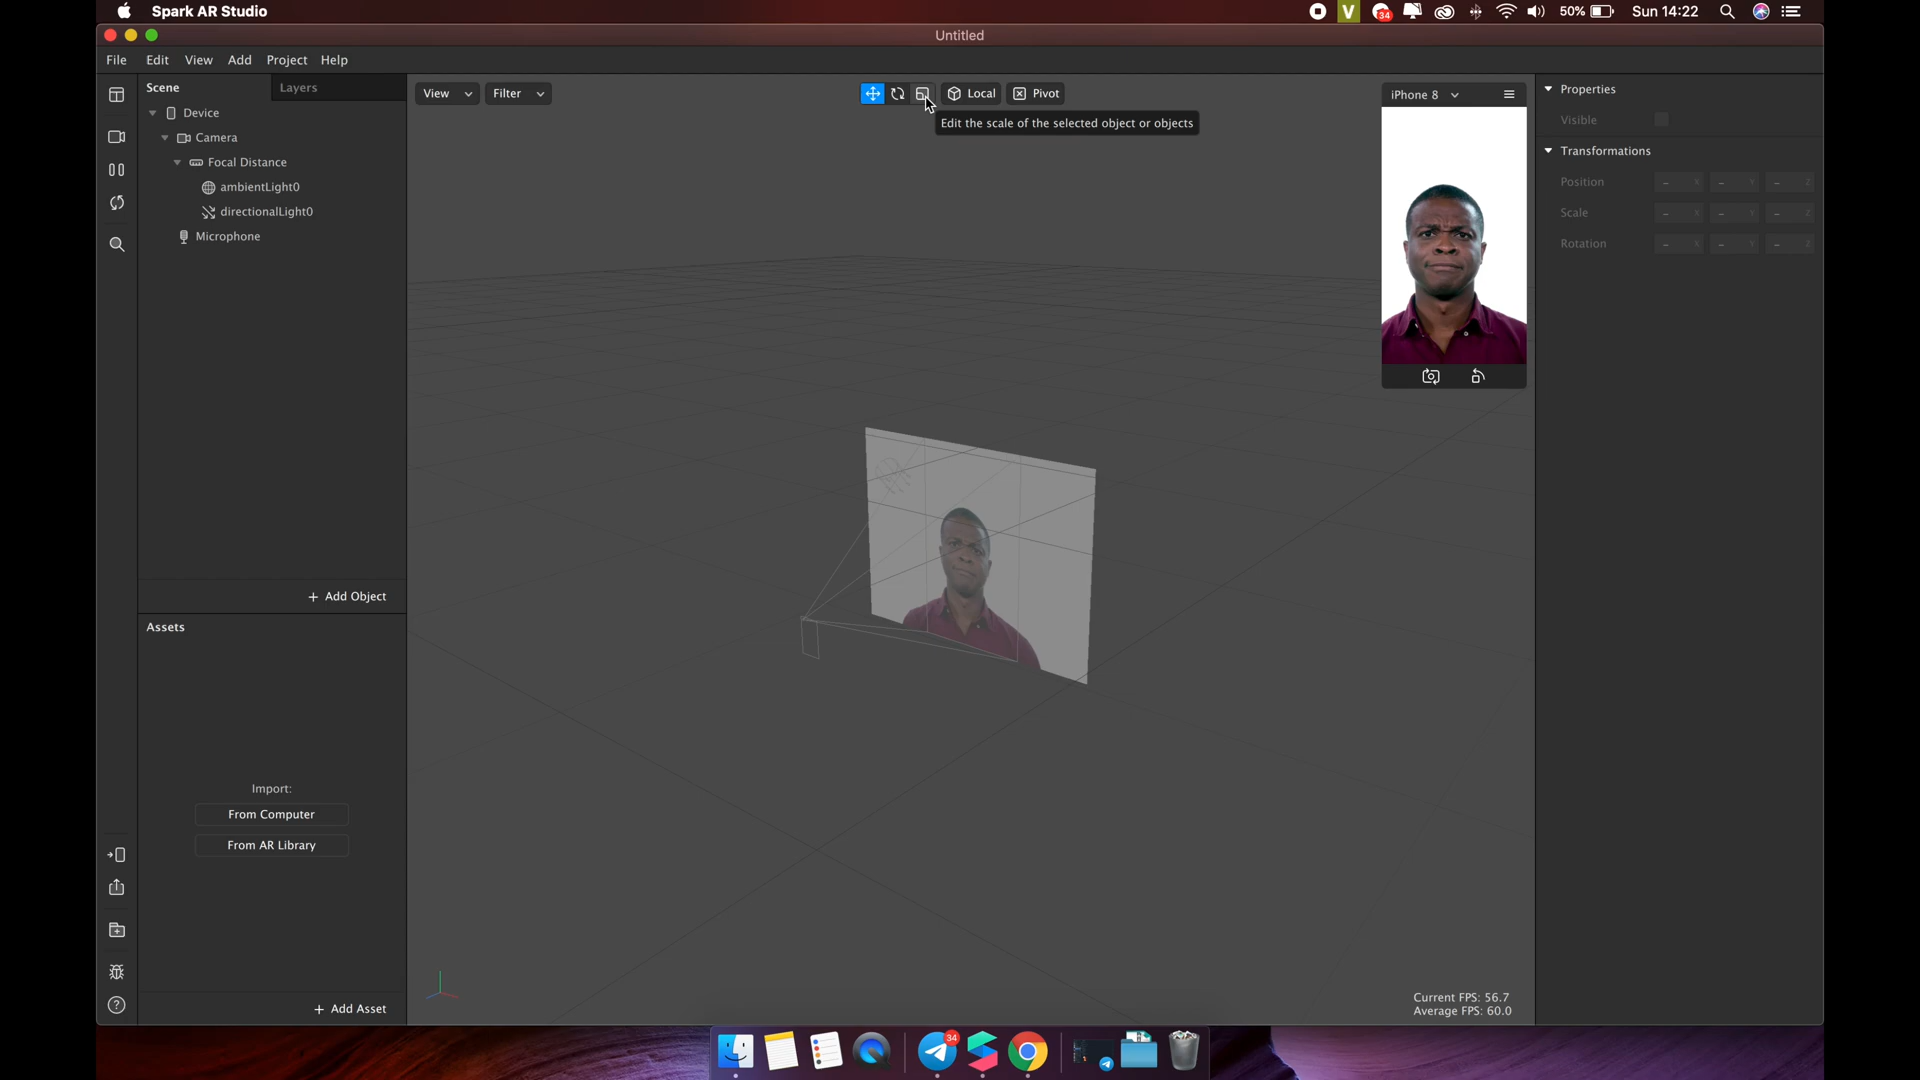 Spark AR Studio
34
50%
Sun 14:22
Untitled
File Edit View Add Project Help
Scene
Layers
View
Filter
Local
Pivot
Edit the scale of the selected object or objects
iPhone 8
Properties
Visible
Transformations
Position - X - Y - Z
Scale - X - Y - Z
Rotation - X - Y - Z
Device
Camera
Focal Distance
ambientLight0
directionalLight0
Microphone
+ Add Object
Assets
Import:
From Computer
From AR Library
+ Add Asset
Current FPS: 56.7
Average FPS: 60.0
34